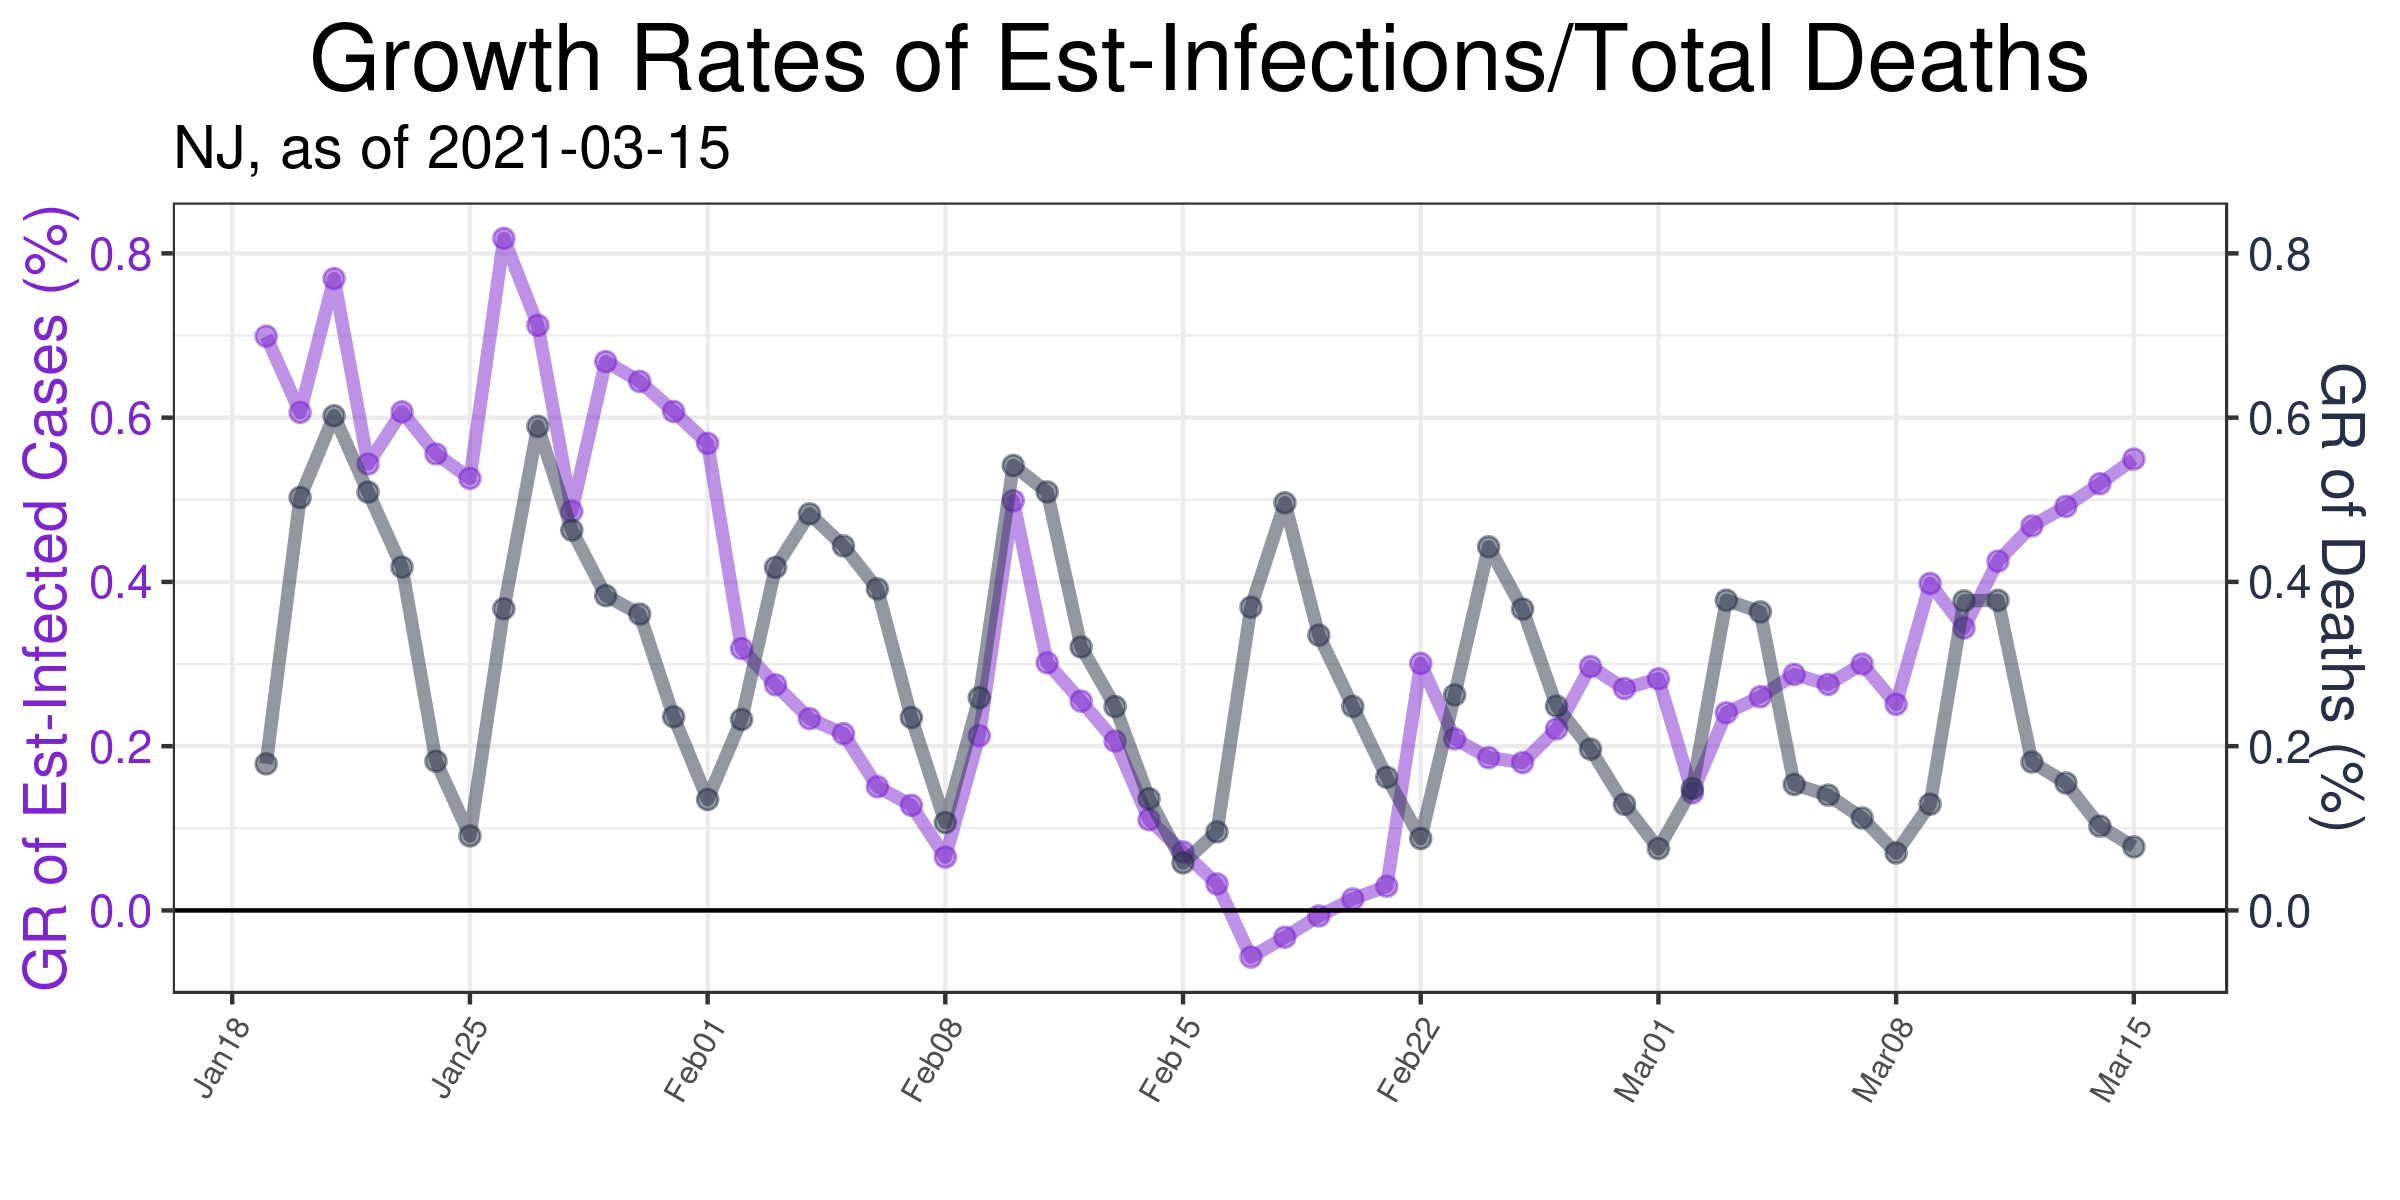 Growth Rates of Est-Infections/Total Deaths
NJ, as of 2021-03-15
GR of Est-Infected Cases (%)
0.8
0.6
0.4
0.2
0.0
0.8
0.6
0.4
0.2
0.0
GR of Deaths (%)
Jan18
Jan25
Feb01
Feb08
Feb15
Feb22
Mar01
Mar08
Mar15